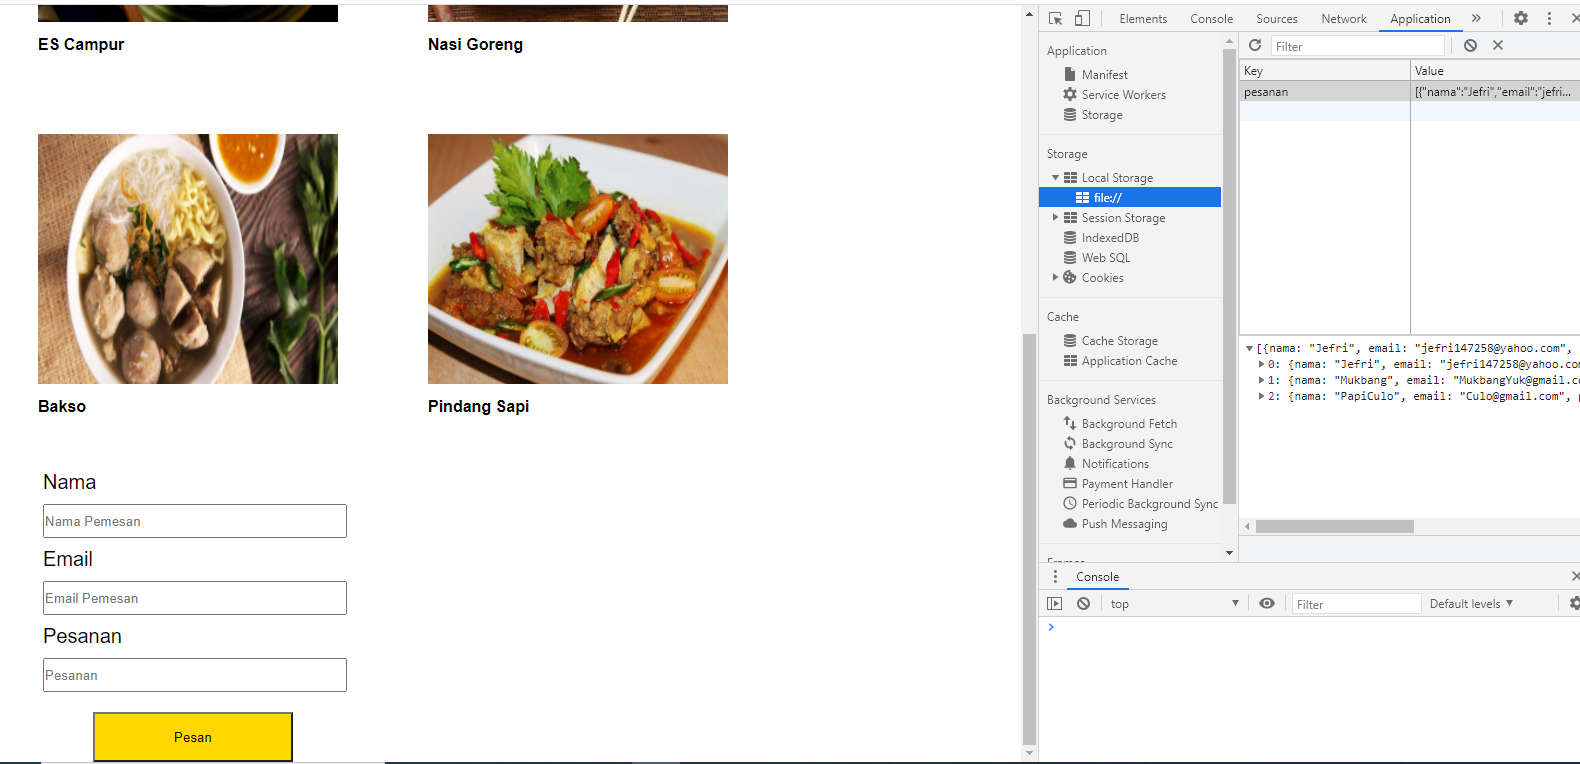 ES Campur
Nasi Goreng
Bakso
Pindang Sapi
Nama
Nama Pemesan
Email
Email Pemesan
Pesanan
Pesanan
Pesan
Elements Console Sources Network Application »
Application
Manifest
Service Workers
Storage
Storage
Local Storage
file://
Session Storage
IndexedDB
Web SQL
Cookies
Cache
Cache Storage
Application Cache
Background Services
Background Fetch
Background Sync
Notifications
Payment Handler
Periodic Background Sync
Push Messaging
Filter
Key Value
pesanan [{"nama":"Jefri","email":"jefri...
[{nama: "Jefri", email: "jefri147258@yahoo.com",
0: {nama: "Jefri", email: "jefri147258@yahoo.co
1: {nama: "Mukbang", email: "MukbangYuk@gmail.c
2: {nama: "PapiCulo", email: "Culo@gmail.com", p
Console
top Filter Default levels